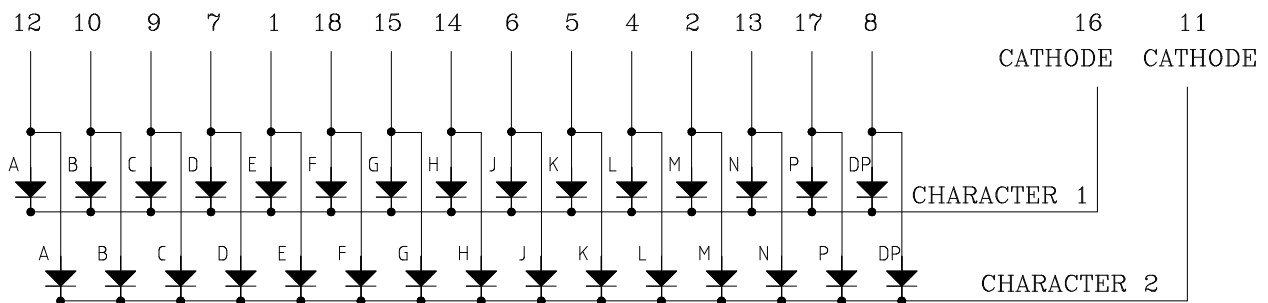 12 10 9 7 1 18 15 14 6 5 4 2 13 17 8 16 11
CATHODE CATHODE
A B C D E F G H J K L M N P DP
CHARACTER 1
A B C D E F G H J K L M N P DP
CHARACTER 2